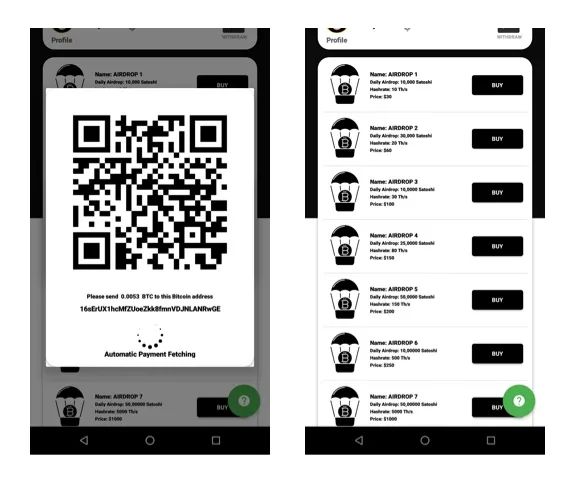 Profile
WITHDRAW
Name: AIRDROP 1
Daily Airdrop: 10,000 Satoshi
BUY
Please send 0.0053 BTC to this Bitcoin address
16sErUX1hcMfZUoeZkk8fmnVDJNLANRwGE
Automatic Payment Fetching
Name: AIRDROP 7
Daily Airdrop: 50,00000 Satoshi
Hashrate: 5000 Th/s
Price: $1000
BUY
?
Profile
WITHDRAW
Name: AIRDROP 1
Daily Airdrop: 10,000 Satoshi
Hashrate: 10 Th/s
Price: $30
BUY
Name: AIRDROP 2
Daily Airdrop: 30,000 Satoshi
Hashrate: 20 Th/s
Price: $60
BUY
Name: AIRDROP 3
Daily Airdrop: 10,0000 Satoshi
Hashrate: 30 Th/s
Price: $100
BUY
Name: AIRDROP 4
Daily Airdrop: 25,0000 Satoshi
Hashrate: 80 Th/s
Price: $150
BUY
Name: AIRDROP 5
Daily Airdrop: 50,0000 Satoshi
Hashrate: 150 Th/s
Price: $200
BUY
Name: AIRDROP 6
Daily Airdrop: 10,00000 Satoshi
Hashrate: 500 Th/s
Price: $250
BUY
Name: AIRDROP 7
Daily Airdrop: 50,00000 Satoshi
Hashrate: 5000 Th/s
Price: $1000
BUY
?